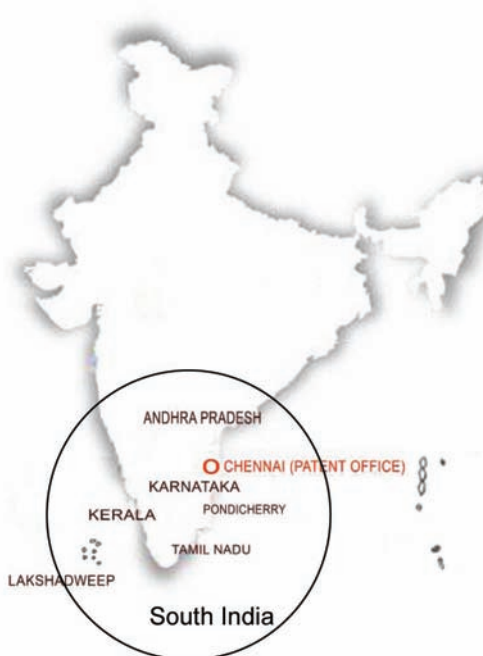 ANDHRA PRADESH
CHENNAI (PATENT OFFICE)
KARNATAKA
PONDICHERRY
KERALA
TAMIL NADU
LAKSHADWEEP
South India